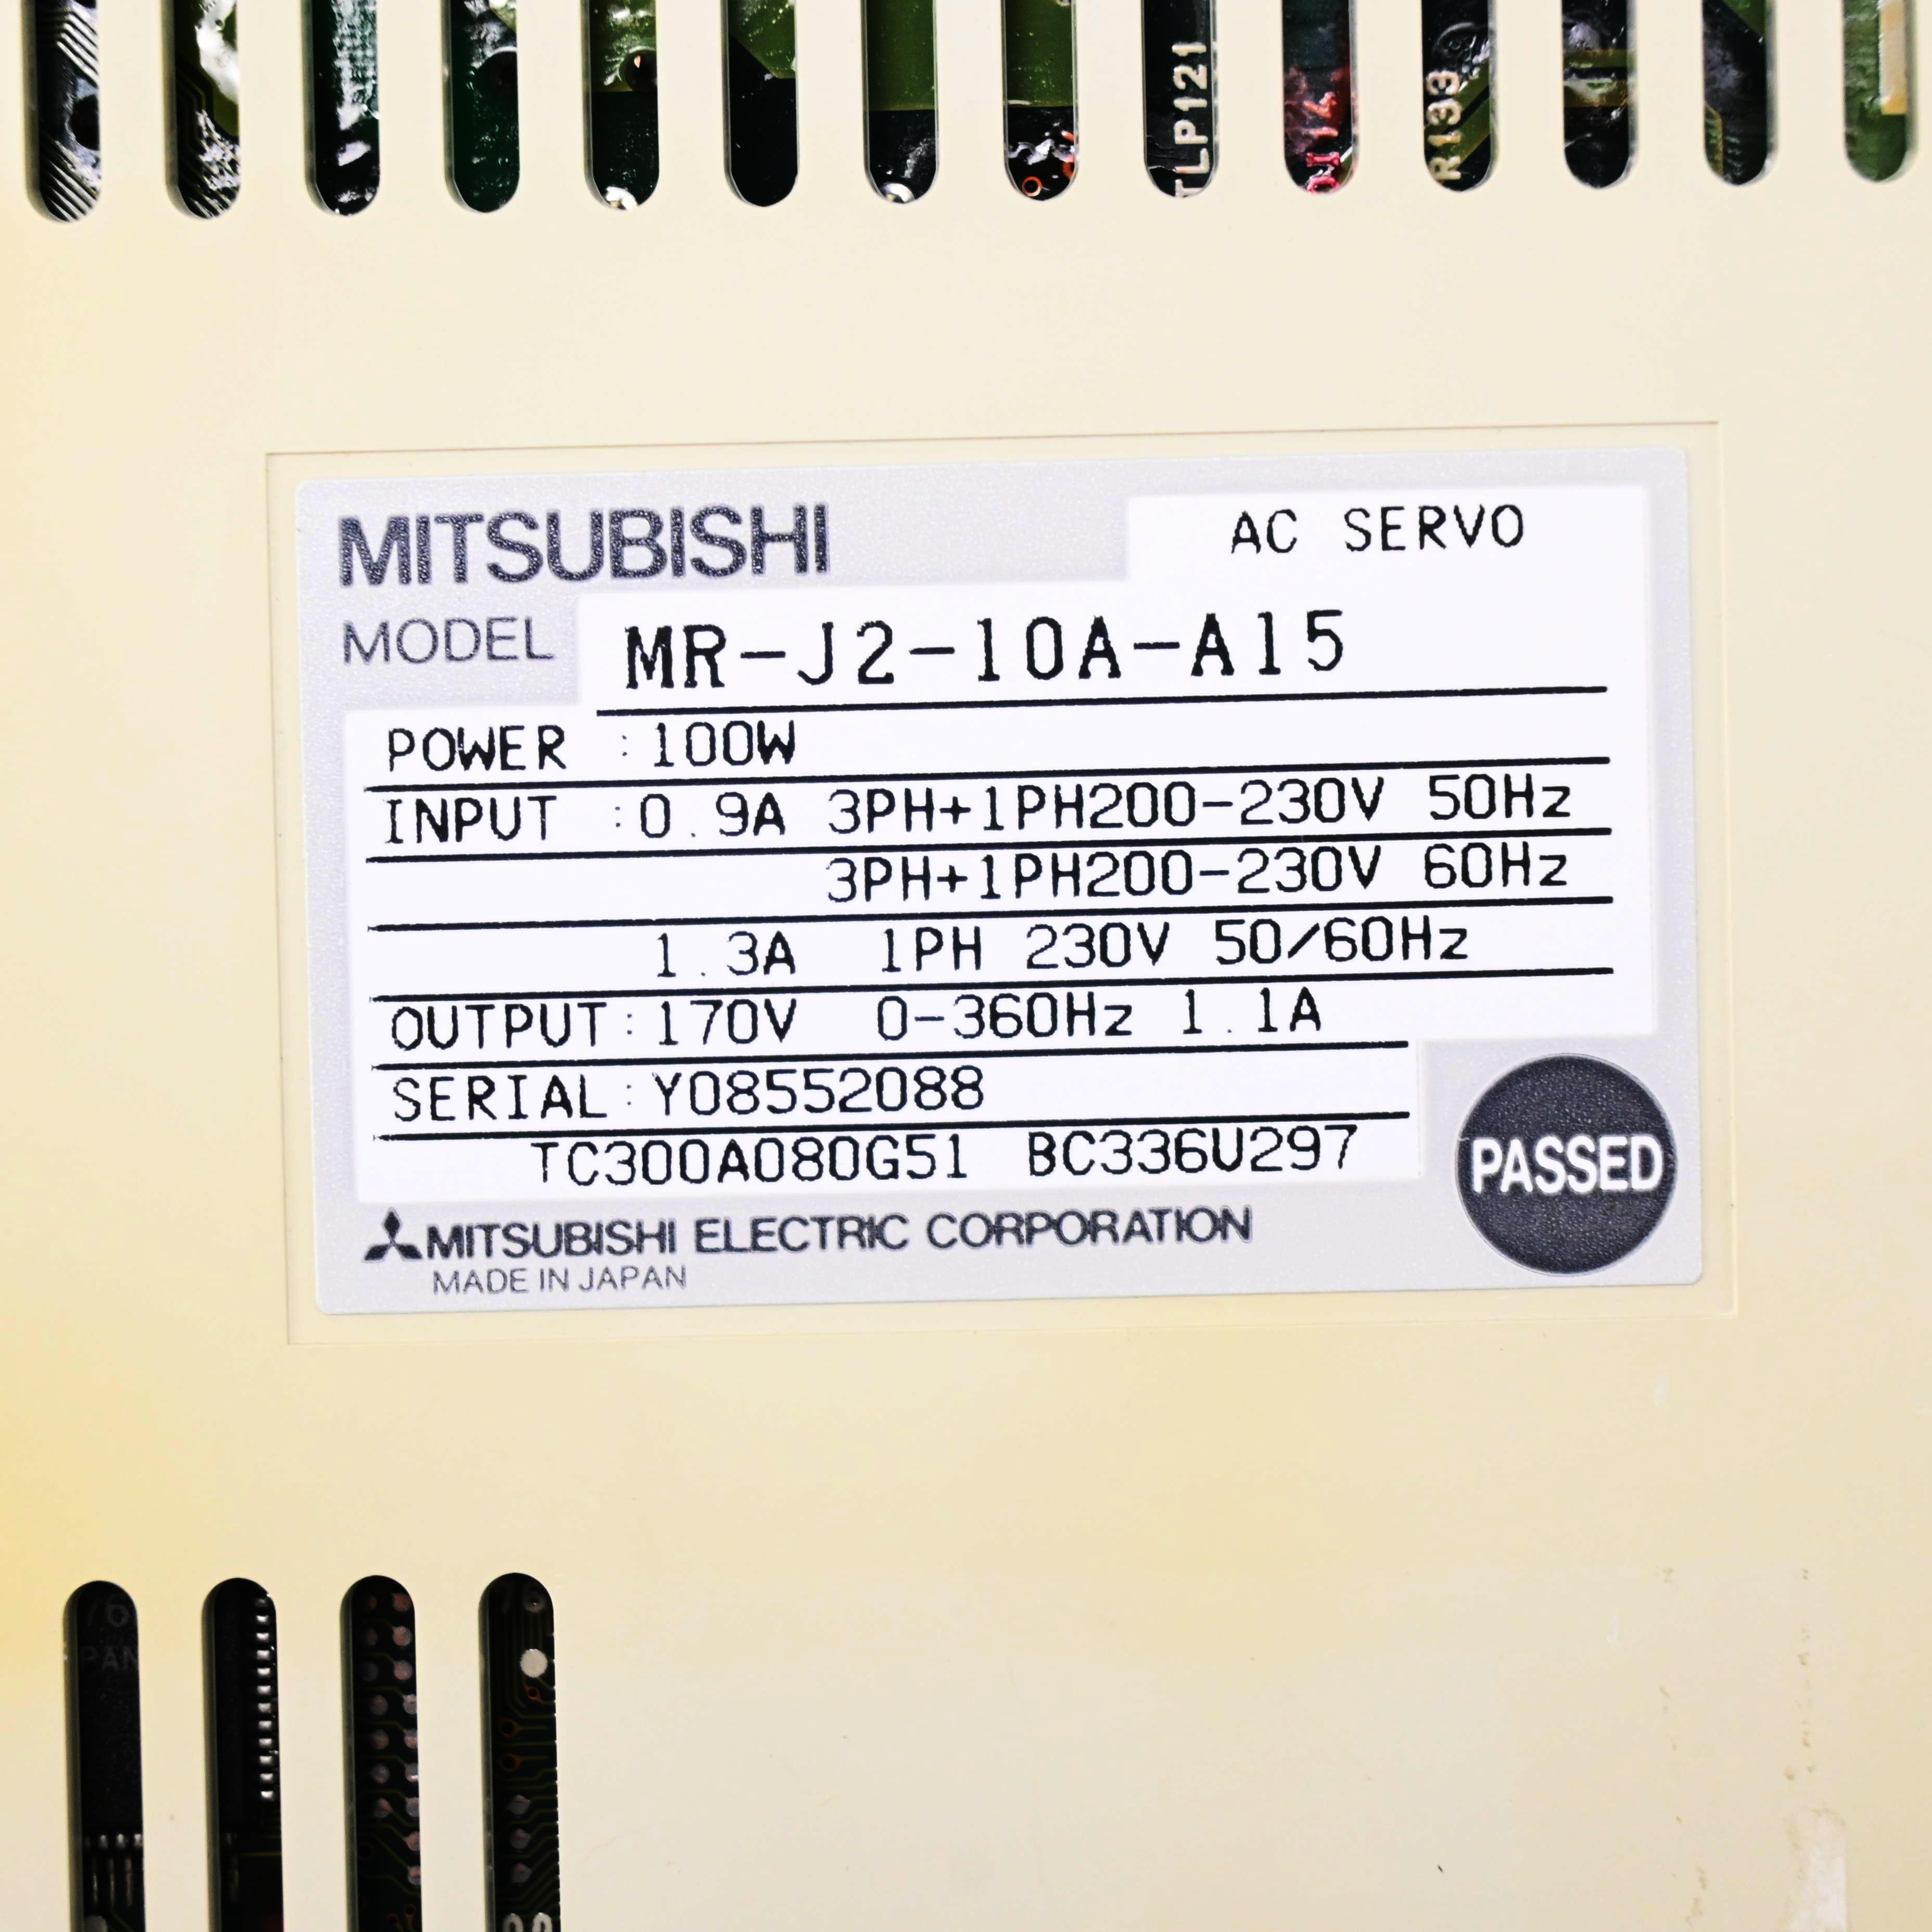 TLP121
R133
MITSUBISHI
AC SERVO
MODEL MR-J2-10A-A15
POWER :100W
INPUT :0.9A 3PH+1PH200-230V 50Hz
3PH+1PH200-230V 60Hz
1.3A 1PH 230V 50/60Hz
OUTPUT:170V 0-360Hz 1.1A
SERIAL:Y08552088
TC300A080G51 BC336U297
PASSED
MITSUBISHI ELECTRIC CORPORATION
MADE IN JAPAN